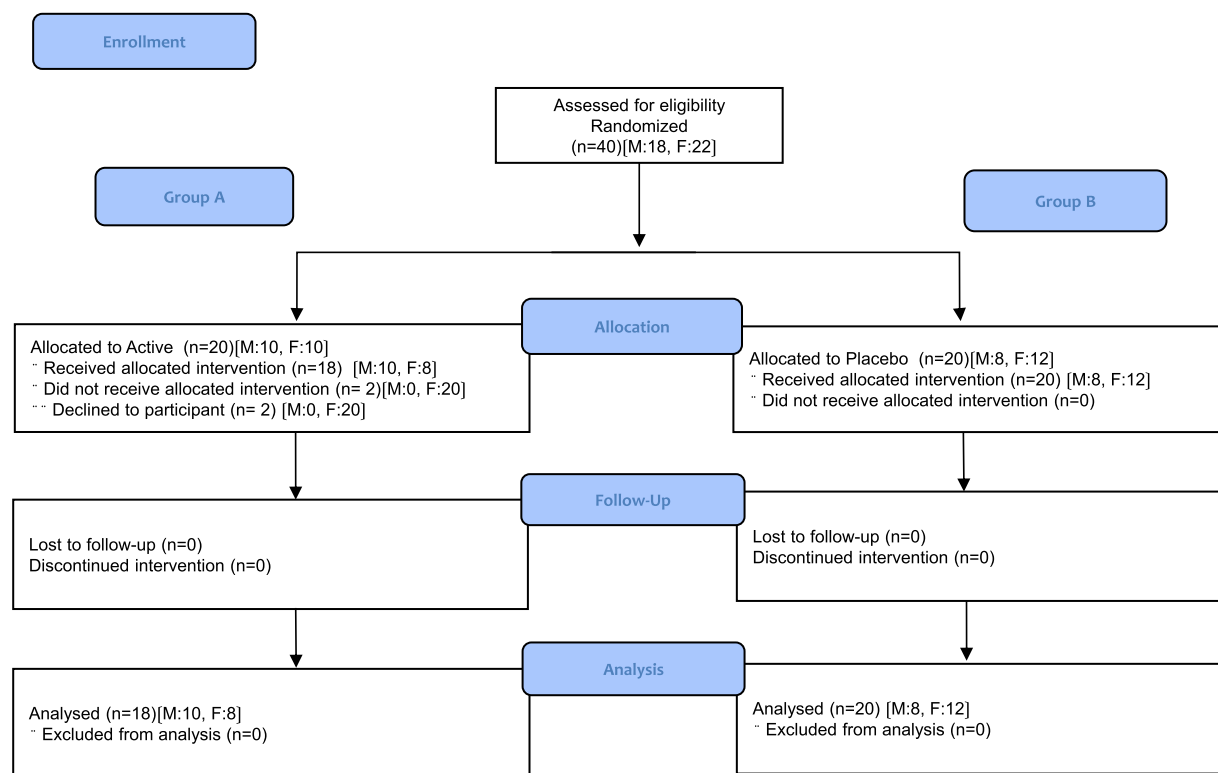 Enrollment
Assessed for eligibility
Randomized
(n=40)[M:18, F:22]
Group A
Group B
Allocation
Allocated to Active  (n=20)[M:10, F:10]
¨ Received allocated intervention (n=18)  [M:10, F:8]
¨ Did not receive allocated intervention (n= 2)[M:0, F:20]
¨ ¨ Declined to participant (n= 2) [M:0, F:20]
Allocated to Placebo  (n=20)[M:8, F:12]
¨ Received allocated intervention (n=20) [M:8, F:12]
¨ Did not receive allocated intervention (n=0)
Follow-Up
Lost to follow-up (n=0)
Discontinued intervention (n=0)
Lost to follow-up (n=0)
Discontinued intervention (n=0)
Analysis
Analysed (n=18)[M:10, F:8]
¨ Excluded from analysis (n=0)
Analysed (n=20) [M:8, F:12]
¨ Excluded from analysis (n=0)